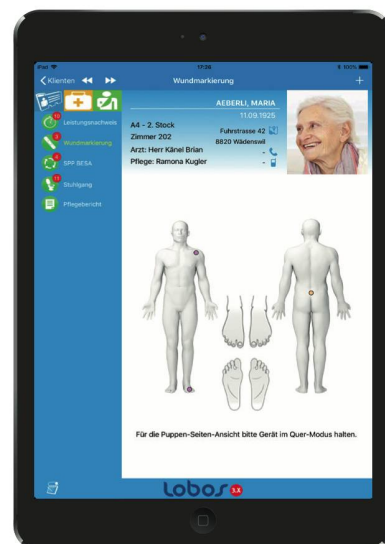 iPad
17:26
100%
Klienten
Wundmarkierung
+
AEBERLI, MARIA
11.09.1925
A4 - 2. Stock
Zimmer 202
Fuhrstrasse 42
8820 Wädenswil
Arzt: Herr Känel Brian -
Pflege: Ramona Kugler -
10
Leistungsnachweis
Wundmarkierung
SPP BESA
Stuhlgang
Pflegebericht
Für die Puppen-Seiten-Ansicht bitte Gerät im Quer-Modus halten.
Lobos 3.X